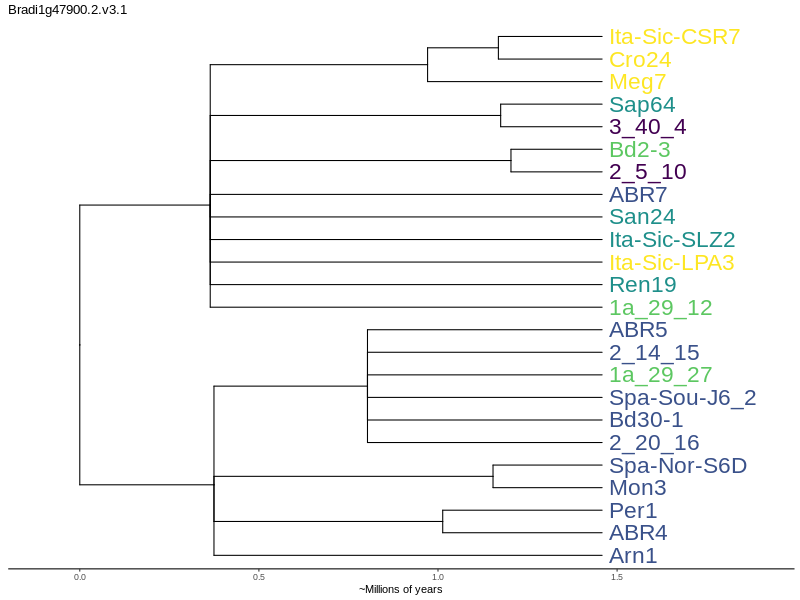 Bradi1g47900.2.v3.1
Ita-Sic-CSR7
Cro24
Meg7
Sap64
3_40_4
Bd2-3
2_5_10
ABR7
San24
Ita-Sic-SLZ2
Ita-Sic-LPA3
Ren19
1a_29_12
ABR5
2_14_15
1a_29_27
Spa-Sou-J6_2
Bd30-1
2_20_16
Spa-Nor-S6D
Mon3
Per1
ABR4
Arn1
0.0 0.5 1.0 1.5
~Millions of years